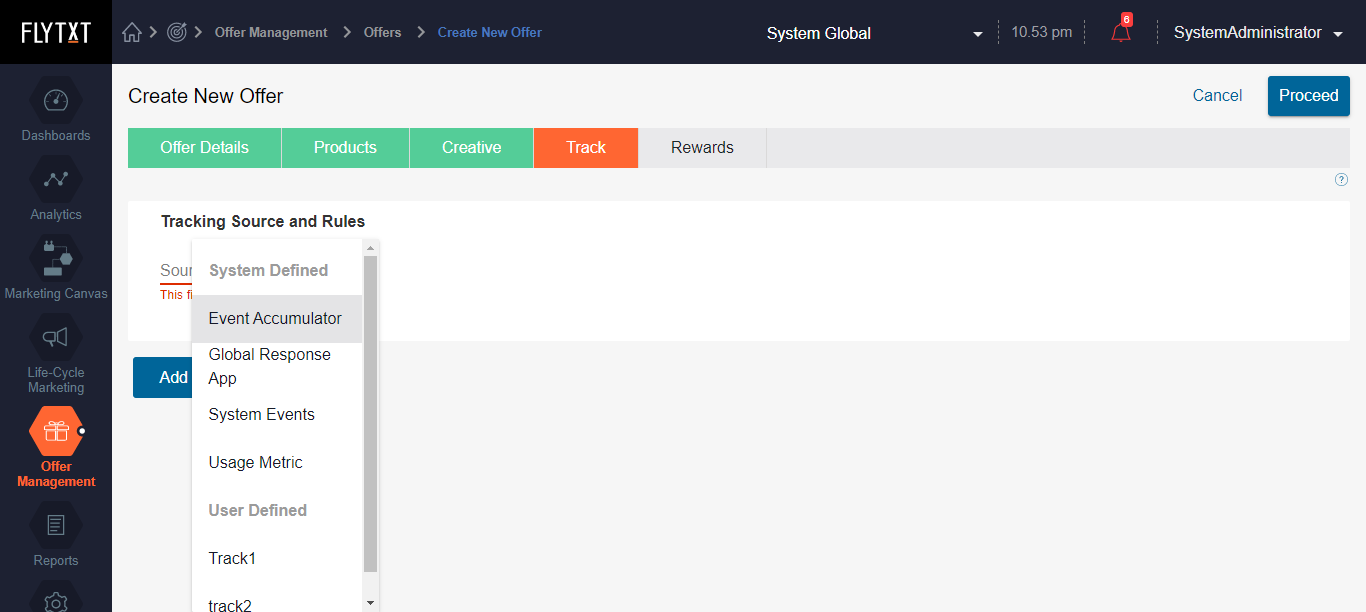 FLYTXT
Offer Management
Offers
Create New Offer
System Global
10.53 pm
6
SystemAdministrator
Dashboards
Analytics
Marketing Canvas
Life-Cycle
Marketing
Offer
Management
Reports
Create New Offer
Cancel
Proceed
Offer Details
Products
Creative
Track
Rewards
?
Tracking Source and Rules
Sour
This fi
Add
System Defined
Event Accumulator
Global Response
App
System Events
Usage Metric
User Defined
Track1
track2